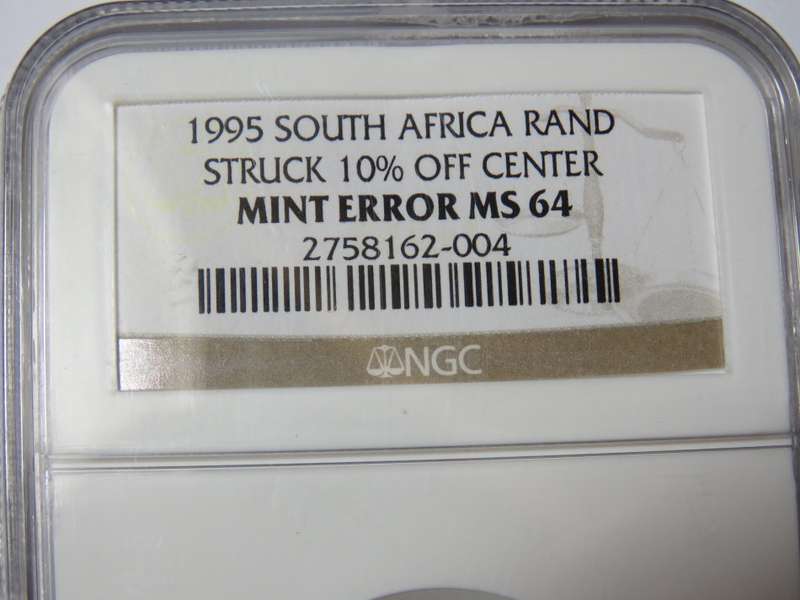 1995 SOUTH AFRICA RAND
STRUCK 10% OFF CENTER
MINT ERROR MS 64
2758162-004
NGC